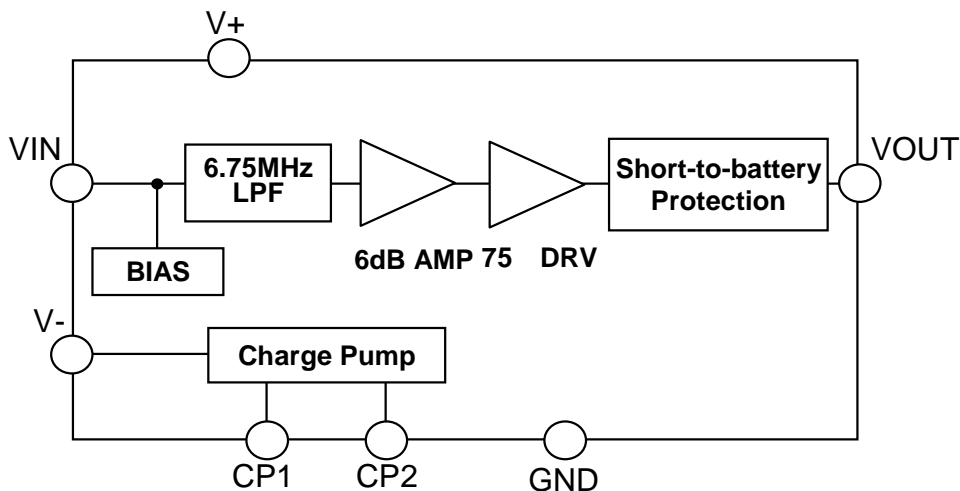 V+
VIN
VOUT
6.75MHz
LPF
Short-to-battery
Protection
6dB AMP 75 DRV
BIAS
V-
Charge Pump
CP1
CP2
GND